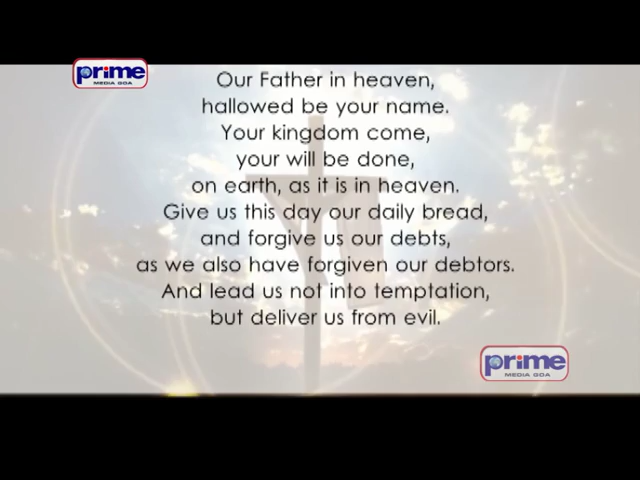 prime
MEDIA GOA
Our Father in heaven,
hallowed be your name.
Your kingdom come,
your will be done,
on earth, as it is in heaven.
Give us this day our daily bread,
and forgive us our debts,
as we also have forgiven our debtors.
And lead us not into temptation,
but deliver us from evil.
prime
MEDIA GOA